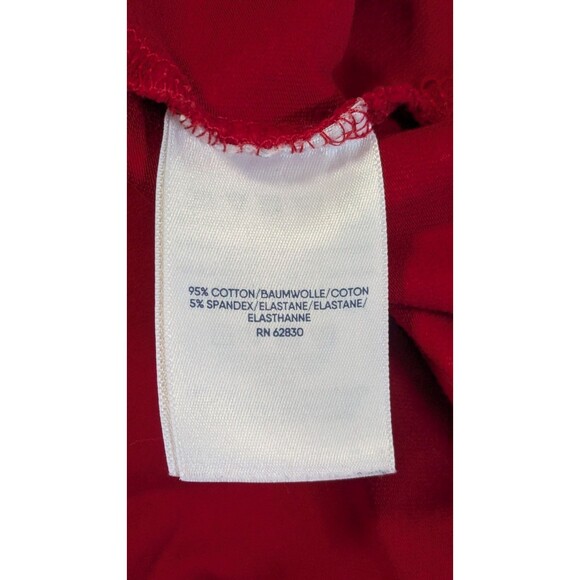 95% COTTON/BAUMWOLLE/COTON
5% SPANDEX/ELASTANE/ELASTANE/
ELASTHANNE
RN 62830